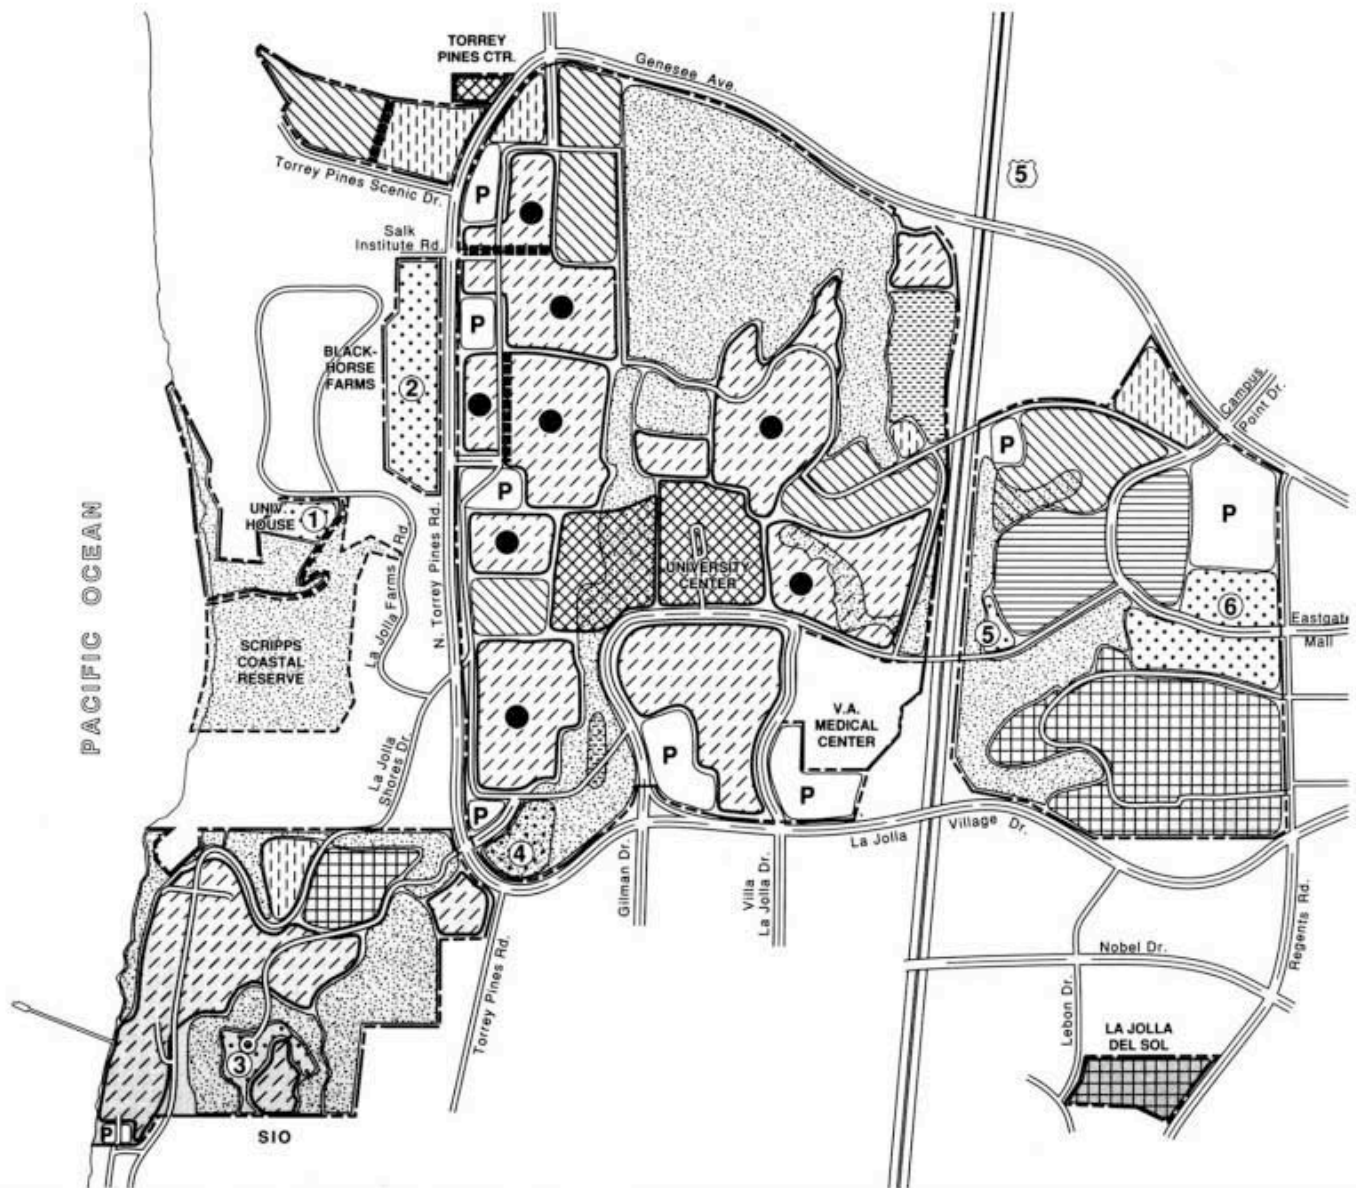 TORREY
PINES CTR.
Genesee Ave.
5
Torrey Pines Scenic Dr.
P
Salk
Institute Rd.
P
BLACK-
HORSE
FARMS
2
Campus
Point Dr.
P
P
P
UNIV.
HOUSE
1
PACIFIC OCEAN
La Jolla Farms Rd.
N. Torrey Pines Rd.
UNIVERSITY
CENTER
6
5
Eastgate
Mall
SCRIPPS
COASTAL
RESERVE
V.A.
MEDICAL
CENTER
La Jolla
Shores Dr.
P
P
P
4
La Jolla Village Dr.
Gilman Dr.
Villa
La Jolla Dr.
Regents Rd.
Nobel Dr.
Torrey Pines Rd.
Lebon Dr.
LA JOLLA
DEL SOL
3
P
SIO